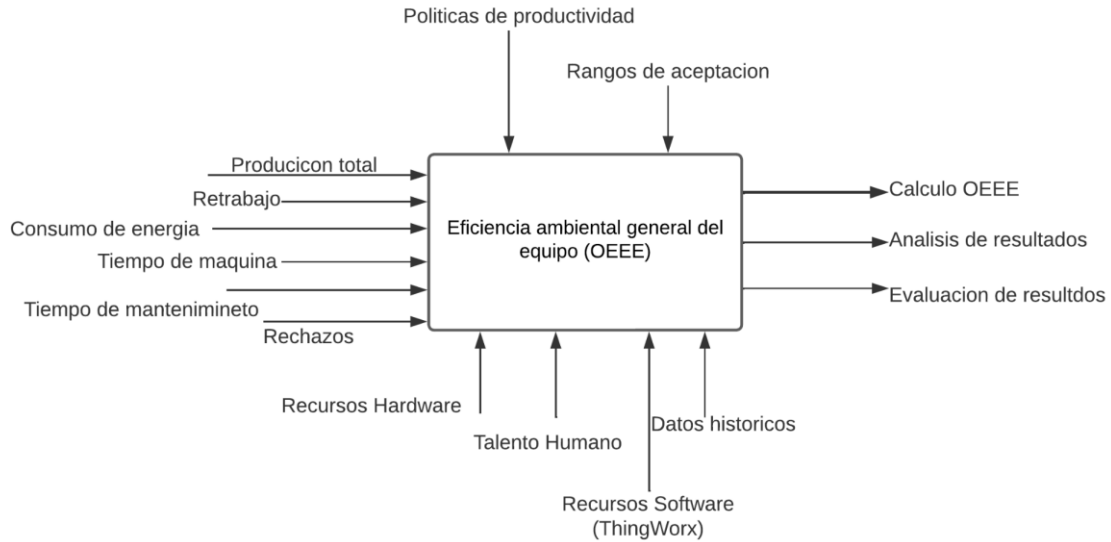 Politicas de productividad
Rangos de aceptacion
Producicon total
Retrabajo
Consumo de energia
Tiempo de maquina
Tiempo de mantenimineto
Rechazos
Eficiencia ambiental general del
equipo (OEEE)
Calculo OEEE
Analisis de resultados
Evaluacion de resultdos
Recursos Hardware
Talento Humano
Datos historicos
Recursos Software
(ThingWorx)